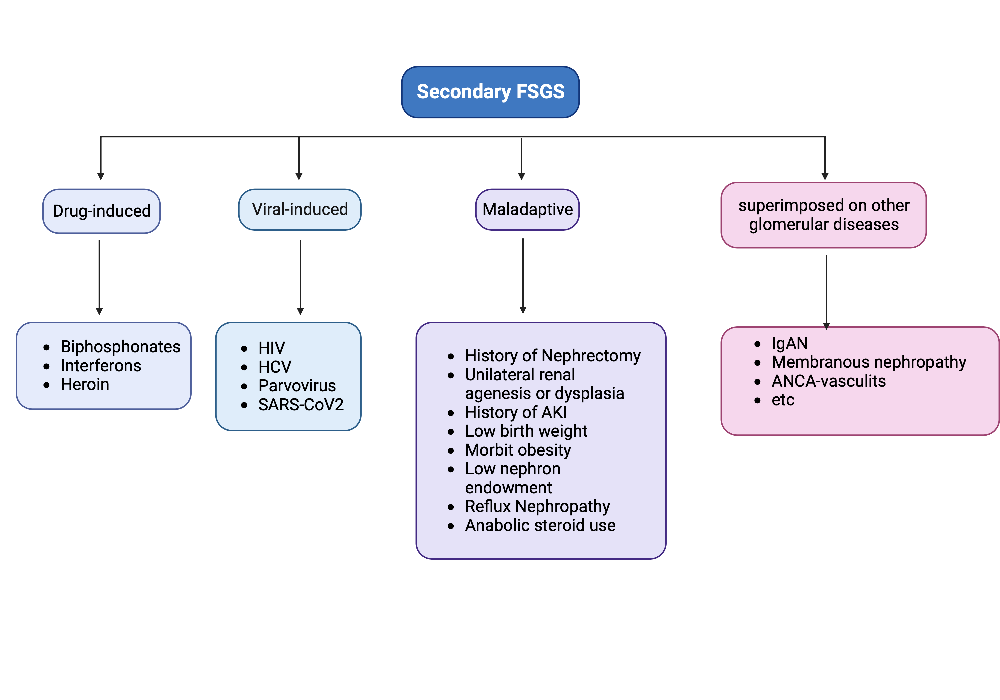 Secondary FSGS
Drug-induced
Viral-induced
Maladaptive
superimposed on other
glomerular diseases
• Biphosphonates
• Interferons
• Heroin
• HIV
• HCV
• Parvovirus
• SARS-CoV2
• History of Nephrectomy
• Unilateral renal
agenesis or dysplasia
• History of AKI
• Low birth weight
• Morbit obesity
• Low nephron
endowment
• Reflux Nephropathy
• Anabolic steroid use
• IgAN
• Membranous nephropathy
• ANCA-vasculits
• etc